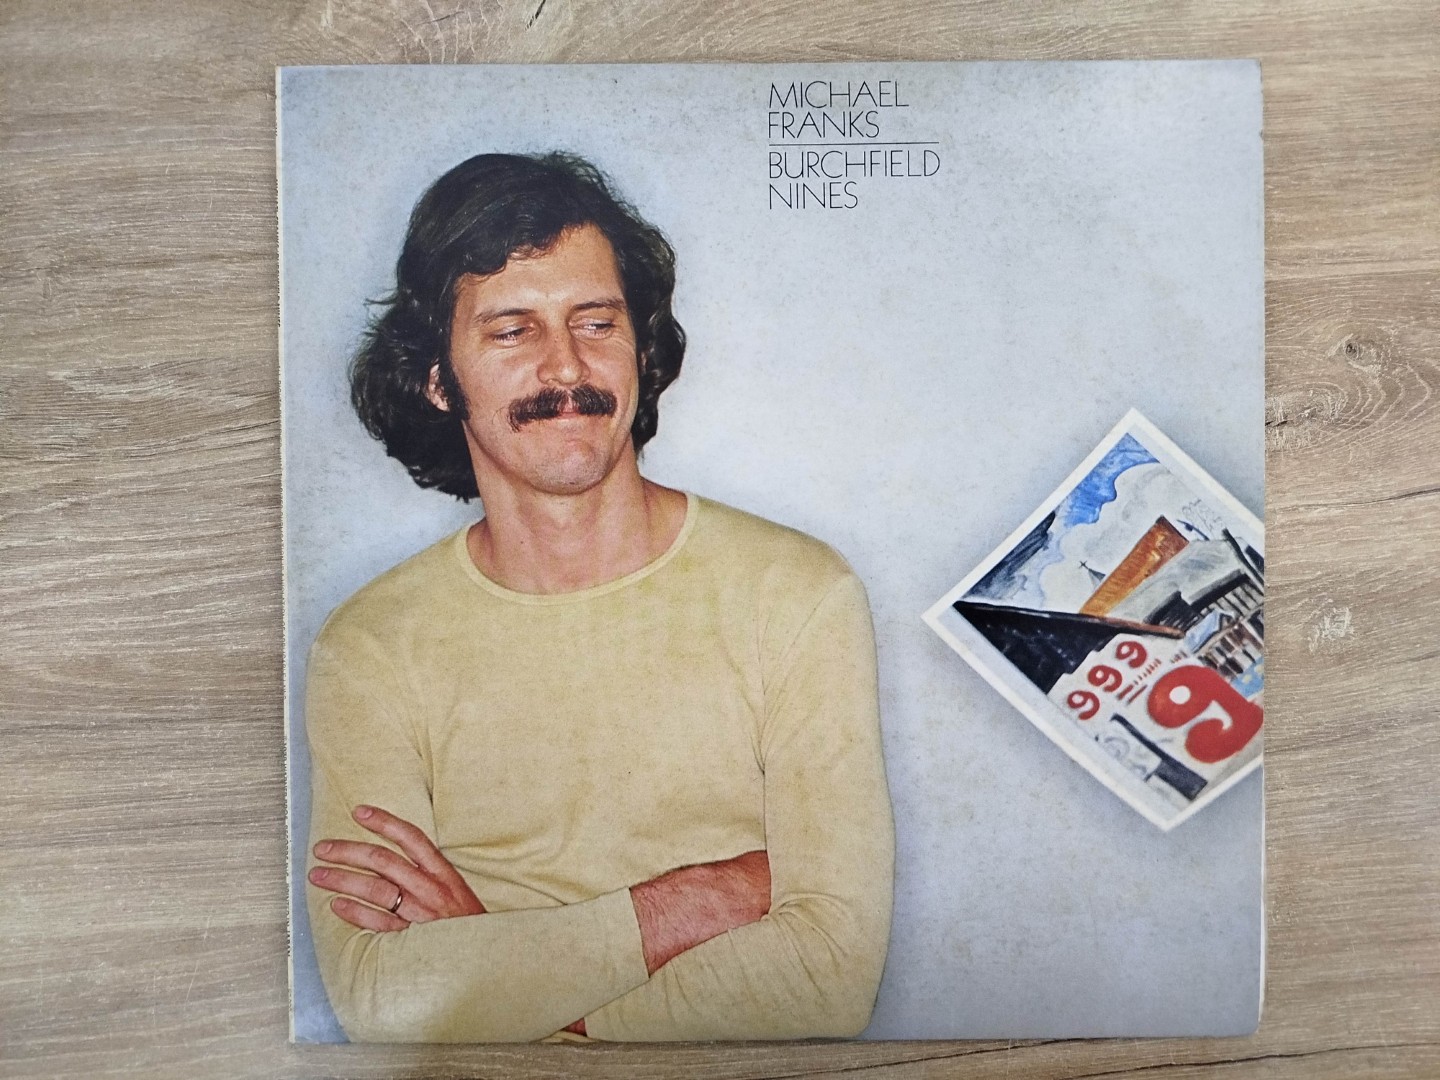 MICHAEL
FRANKS
BURCHFIELD
NINES
999
9